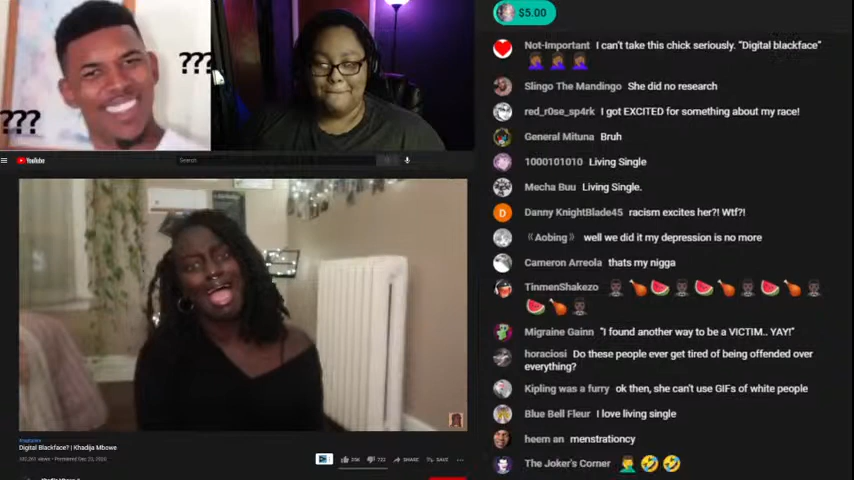 $5.00
Not-Important I can't take this chick seriously. "Digital blackface"
Slingo The Mandingo She did no research
red_r0se_sp4rk I got EXCITED for something about my race!
General Mituna Bruh
1000101010 Living Single
Mecha Buu Living Single.
D Danny KnightBlade45 racism excites her?! Wtf?!
《Aobing》 well we did it my depression is no more
Cameron Arreola thats my nigga
TinmenShakezo
Migraine Gainn "I found another way to be a VICTIM.. YAY!"
horaciosi Do these people ever get tired of being offended over
everything?
Kipling was a furry ok then, she can't use GIFs of white people
Blue Bell Fleur I love living single
heem an menstrationcy
The Joker's Corner
???
???
YouTube
Search
Digital Blackface? | Khadija Mbowe
SHARE
SAVE